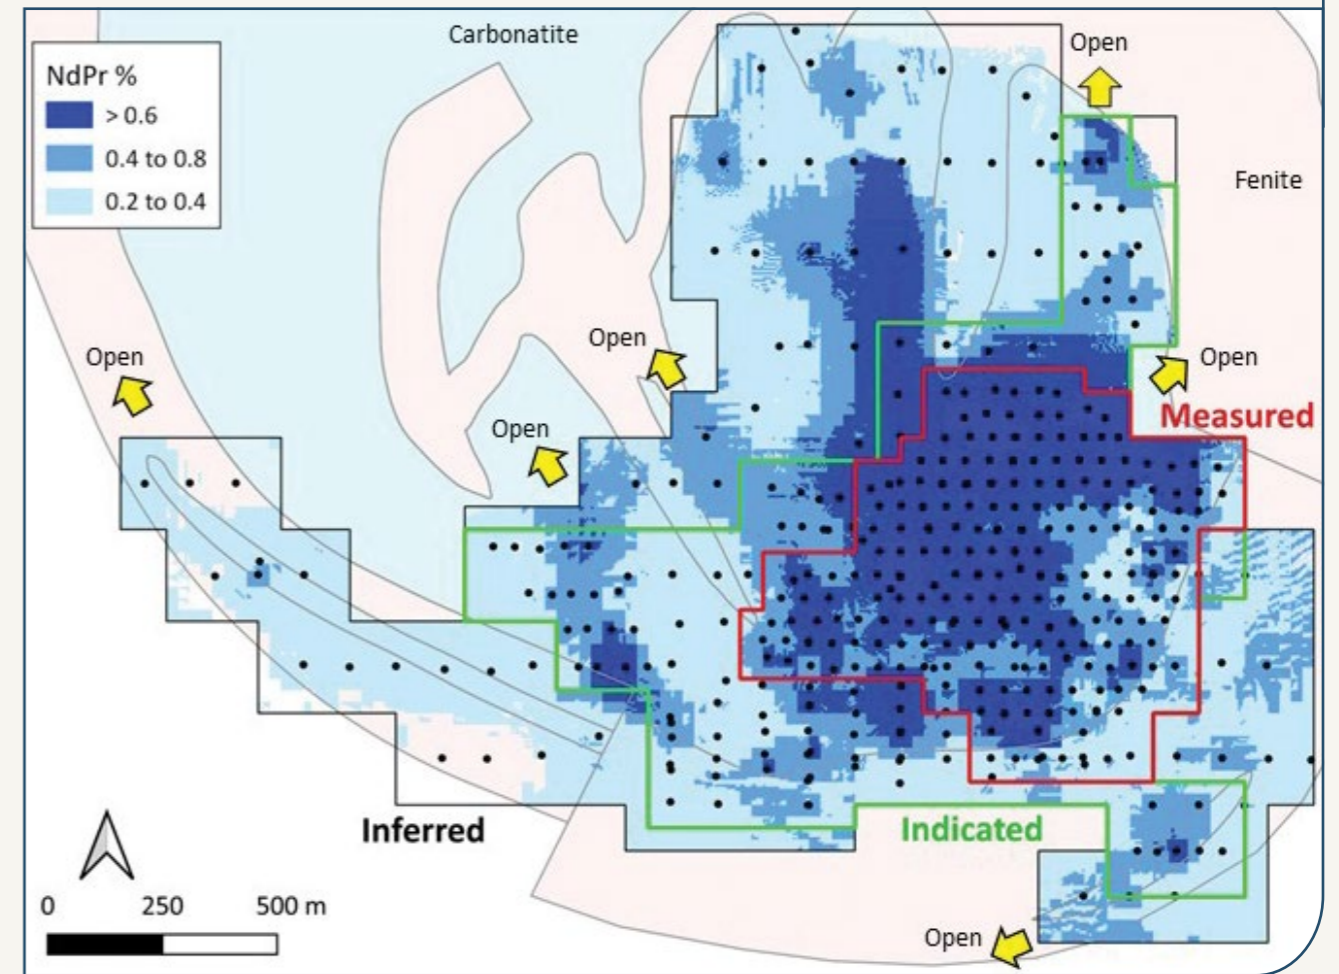 Carbonatite
Open
NdPr %
> 0.6
0.4 to 0.8
0.2 to 0.4
Fenite
Open
Open
Open
Open
Measured
Inferred
Indicated
0 250 500 m
Open